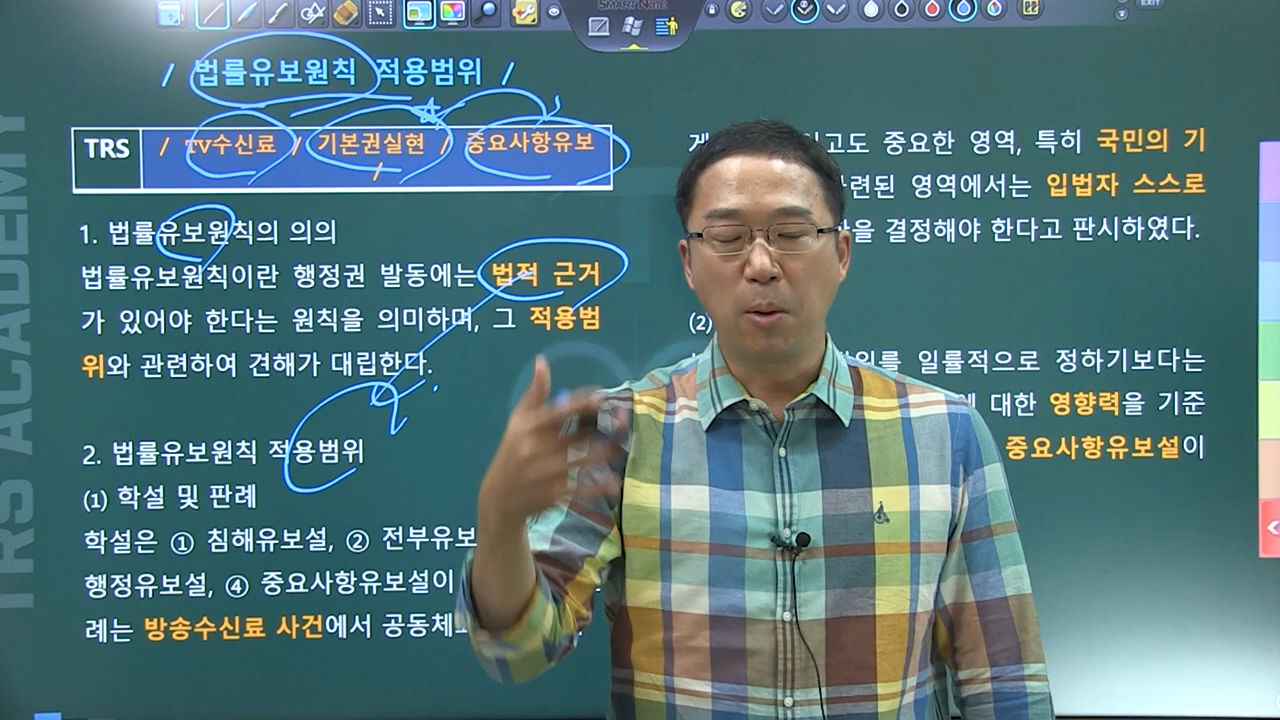 SMART NOTE
EXIT
/ 법률유보원칙 적용범위 /
TRS / TV수신료 / 기본권실현 / 중요사항유보
/
1. 법률유보원칙의 의의
법률유보원칙이란 행정권 발동에는 법적 근거
가 있어야 한다는 원칙을 의미하며, 그 적용범
위와 관련하여 견해가 대립한다.
2. 법률유보원칙 적용범위
(1) 학설 및 판례
학설은 ① 침해유보설, ② 전부유보
행정유보설, ④ 중요사항유보설이
례는 방송수신료 사건에서 공동체
게 있고도 중요한 영역, 특히 국민의 기
관련된 영역에서는 입법자 스스로
을 결정해야 한다고 판시하였다.
(2)
를 일률적으로 정하기보다는
에 대한 영향력을 기준
중요사항유보설이
TRS ACADEMY